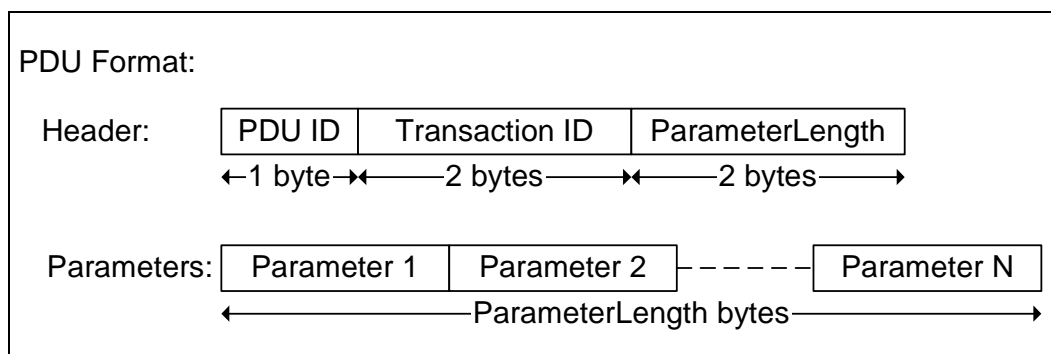 PDU Format:
Header: PDU ID Transaction ID ParameterLength
1 byte 2 bytes 2 bytes
Parameters: Parameter 1 Parameter 2 Parameter N
ParameterLength bytes